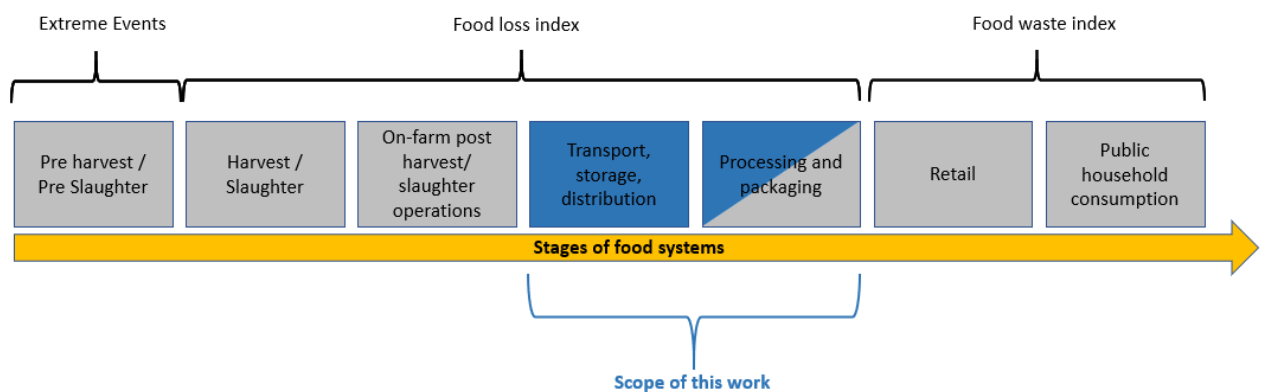 Extreme Events
Food loss index
Food waste index
Pre harvest /
Pre Slaughter
Harvest /
Slaughter
On-farm post
harvest/
slaughter
operations
Transport,
storage,
distribution
Processing and
packaging
Retail
Public
household
consumption
Stages of food systems
Scope of this work